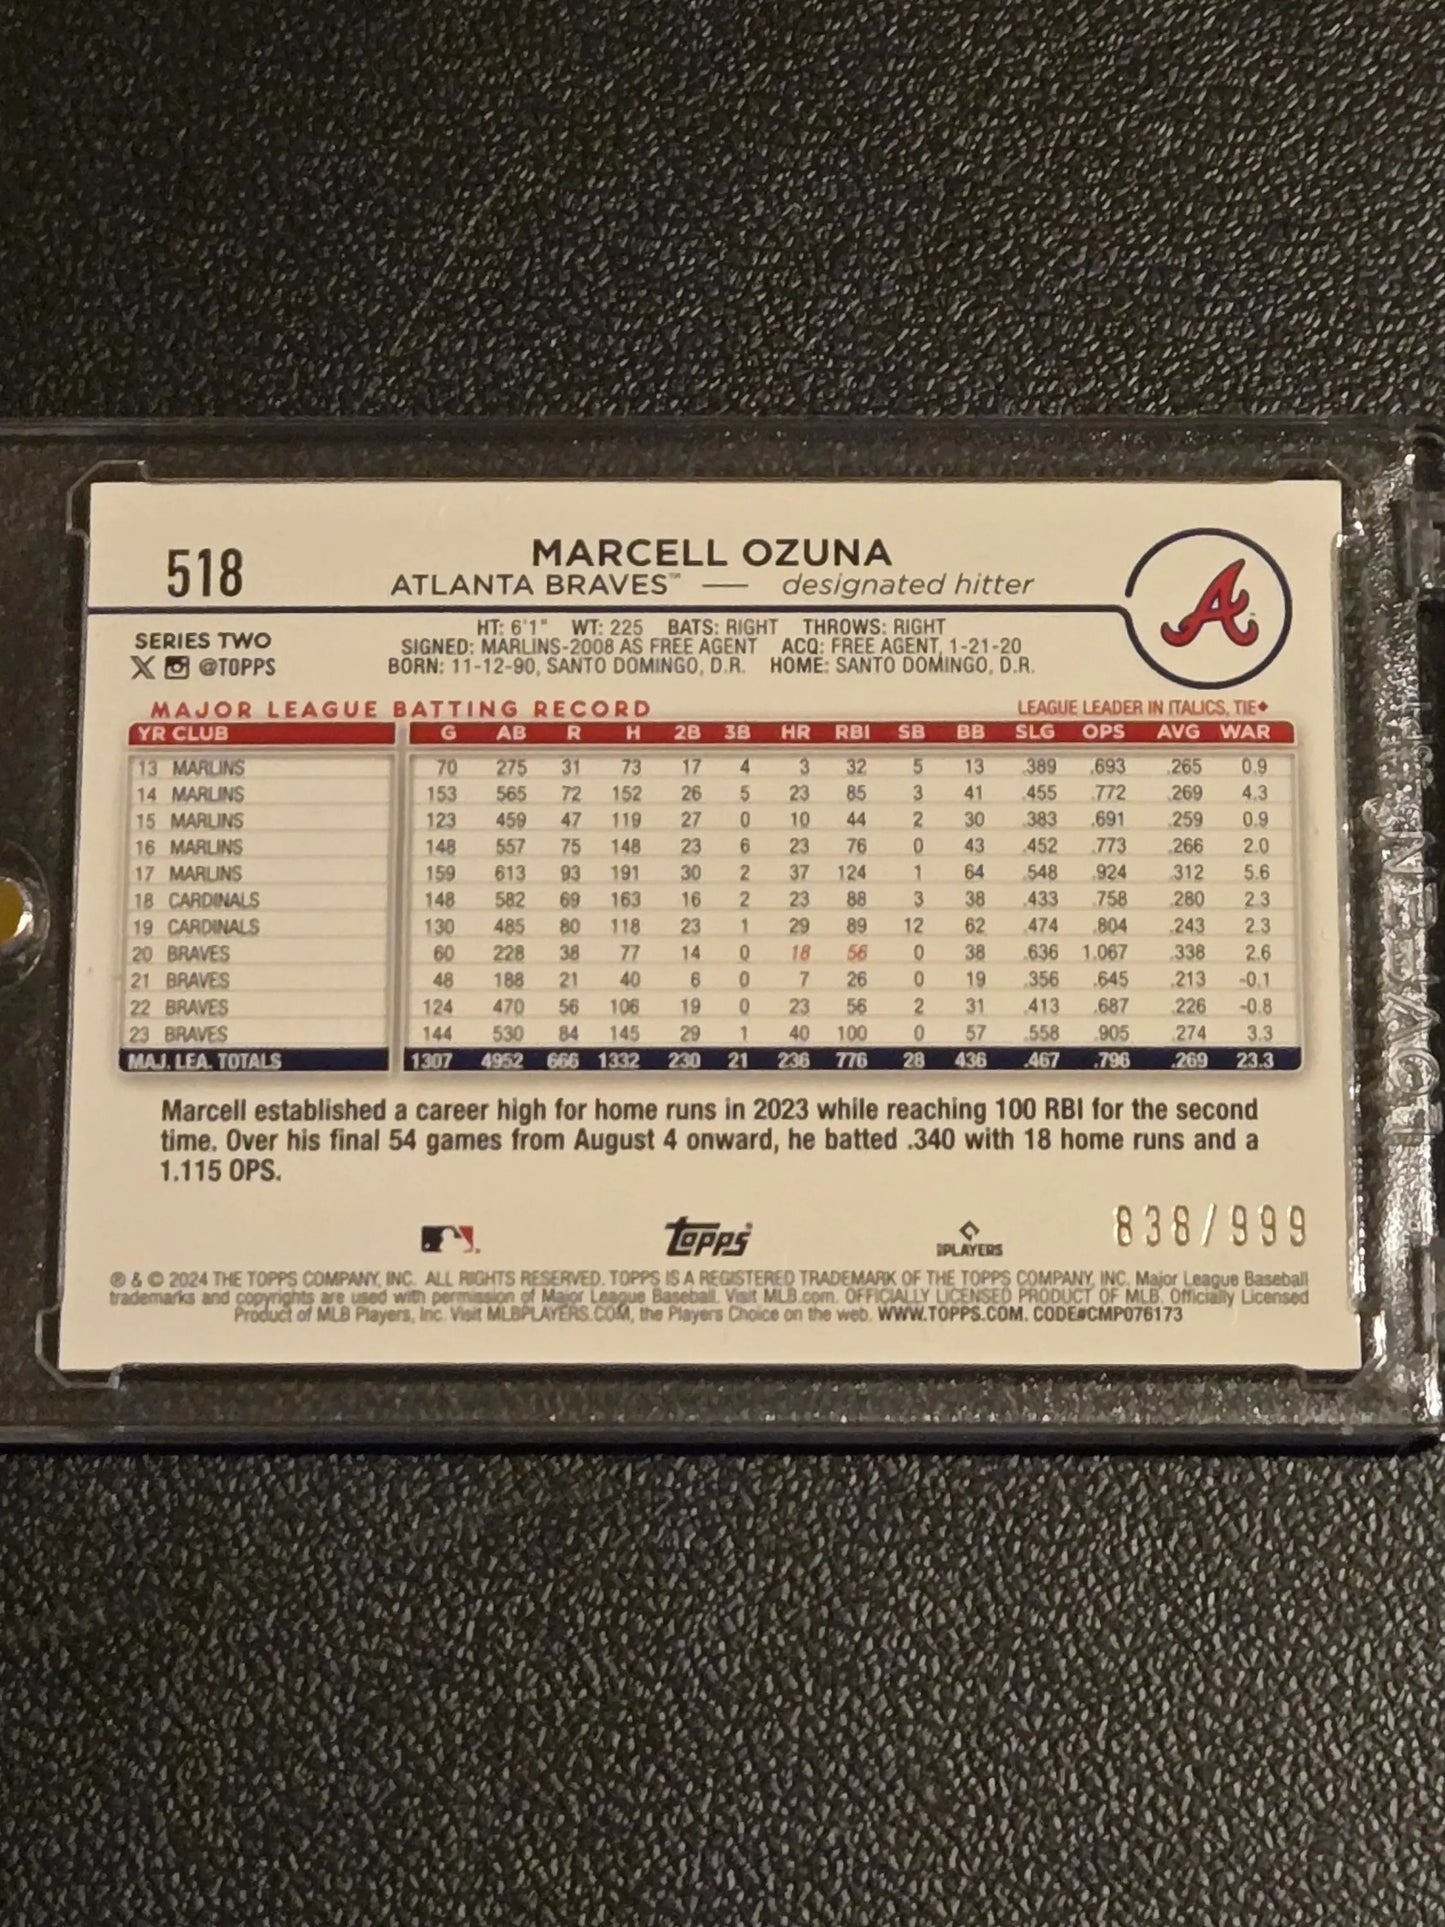 518
MARCELL OZUNA
ATLANTA BRAVES™ — designated hitter
A
SERIES TWO
@TOPPS
HT: 6'1" WT: 225 BATS: RIGHT THROWS: RIGHT
SIGNED: MARLINS-2008 AS FREE AGENT ACQ: FREE AGENT, 1-21-20
BORN: 11-12-90, SANTO DOMINGO, D.R. HOME: SANTO DOMINGO, D.R.
MAJOR LEAGUE BATTING RECORD LEAGUE LEADER IN ITALICS, TIE♦
YR CLUB G AB R H 2B 3B HR RBI SB BB SLG OPS AVG WAR
13 MARLINS 70 275 31 73 17 4 3 32 5 13 .389 .693 .265 0.9
14 MARLINS 153 565 72 152 26 5 23 85 3 41 .455 .772 .269 4.3
15 MARLINS 123 459 47 119 27 0 10 44 2 30 .383 .691 .259 0.9
16 MARLINS 148 557 75 148 23 6 23 76 0 43 .452 .773 .266 2.0
17 MARLINS 159 613 93 191 30 2 37 124 1 64 .548 .924 .312 5.6
18 CARDINALS 148 582 69 163 16 2 23 88 3 38 .433 .758 .280 2.3
19 CARDINALS 130 485 80 118 23 1 29 89 12 62 .474 .804 .243 2.3
20 BRAVES 60 228 38 77 14 0 18 56 0 38 .636 1.067 .338 2.6
21 BRAVES 48 188 21 40 6 0 7 26 0 19 .356 .645 .213 -0.1
22 BRAVES 124 470 56 106 19 0 23 56 2 31 .413 .687 .226 -0.8
23 BRAVES 144 530 84 145 29 1 40 100 0 57 .558 .905 .274 3.3
MAJ. LEA. TOTALS 1307 4952 666 1332 230 21 236 776 28 436 .467 .796 .269 23.3
Marcell established a career high for home runs in 2023 while reaching 100 RBI for the second
time. Over his final 54 games from August 4 onward, he batted .340 with 18 home runs and a
1.115 OPS.
838/999
topps
PLAYERS
® & © 2024 THE TOPPS COMPANY, INC. ALL RIGHTS RESERVED. TOPPS IS A REGISTERED TRADEMARK OF THE TOPPS COMPANY, INC. Major League Baseball
trademarks and copyrights are used with permission of Major League Baseball. Visit MLB.com. OFFICIALLY LICENSED PRODUCT OF MLB. Officially Licensed
Product of MLB Players, Inc. Visit MLBPLAYERS.COM, the Players Choice on the web. WWW.TOPPS.COM. CODE#CMP076173